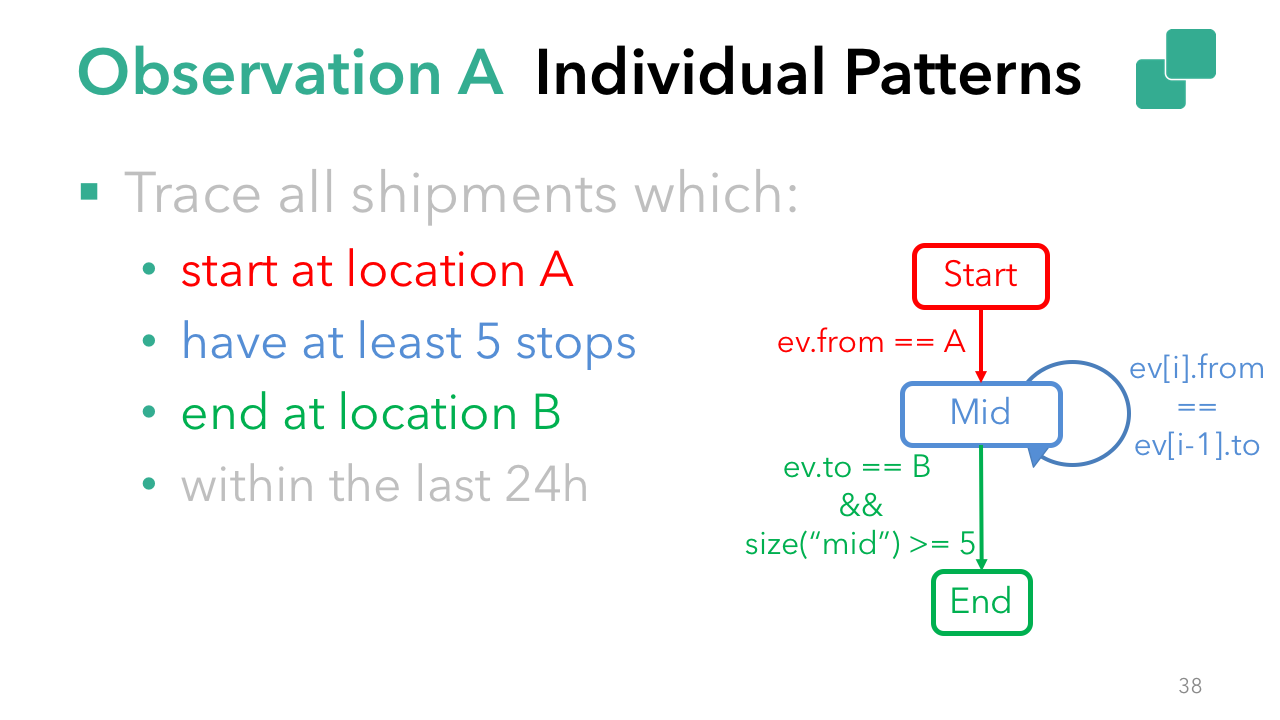 Observation A Individual Patterns
▪ Trace all shipments which:
• start at location A
• have at least 5 stops
• end at location B
• within the last 24h
Start
ev.from == A
Mid
ev[i].from
==
ev[i-1].to
ev.to == B
&&
size(“mid”) >= 5
End
38